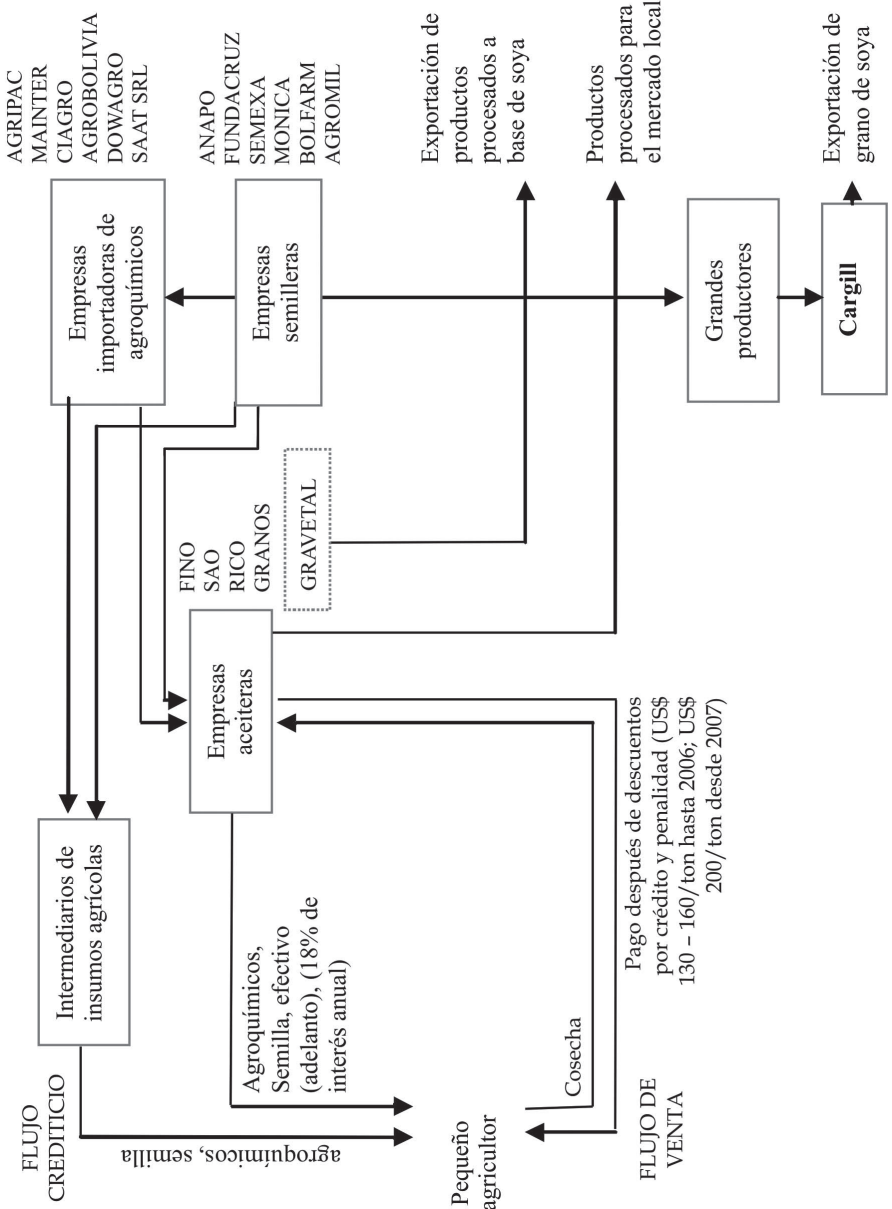 FLUJO
CREDITICIO
Intermediarios de
insumos agrícolas
Empresas
importadoras de
agroquímicos
AGRIPAC
MAINTER
CIAGRO
AGROBOLIVIA
DOWAGRO
SAAT SRL
agroquímicos, semilla
Agroquímicos,
Semilla, efectivo
(adelanto), (18% de
interés anual)
Empresas
aceiteras
FINO
SAO
RICO
GRANOS
GRAVETAL
Empresas
semilleras
ANAPO
FUNDACRUZ
SEMEXA
MONICA
BOLFARM
AGROMIL
Pequeño
agricultor
Cosecha
Exportación de
productos
procesados a
base de soya
FLUJO DE
VENTA
Pago después de descuentos
por crédito y penalidad (US$
130 – 160/ton hasta 2006; US$
200/ton desde 2007)
Productos
procesados para
el mercado local
Grandes
productores
Cargill
Exportación de
grano de soya